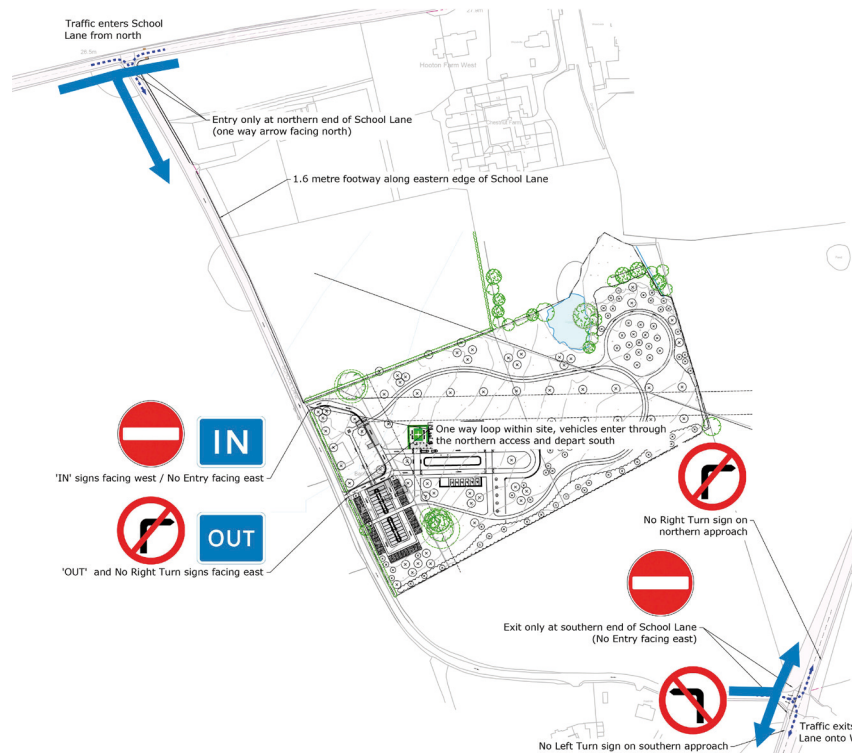 Traffic enters School
Lane from north
Hoaton Farm West
Entry only at northern end of School Lane
(one way arrow facing north)
1.6 metre footway along eastern edge of School Lane
IN
'IN' signs facing west / No Entry facing east
One way loop within site, vehicles enter through
the northern access and depart south
OUT
'OUT' and No Right Turn signs facing east
No Right Turn sign on
northern approach
Exit only at southern end of School Lane
(No Entry facing east)
No Left Turn sign on southern approach
Traffic exits
Lane onto W